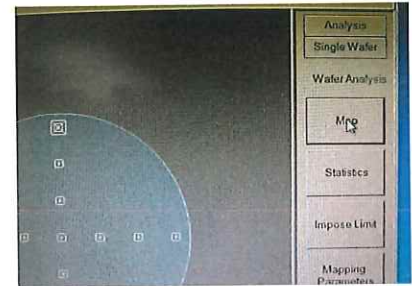 Analysis
Single Wafer
Wafer Analysis
Map
Statistics
Impose Limit
Mapping
Parameters